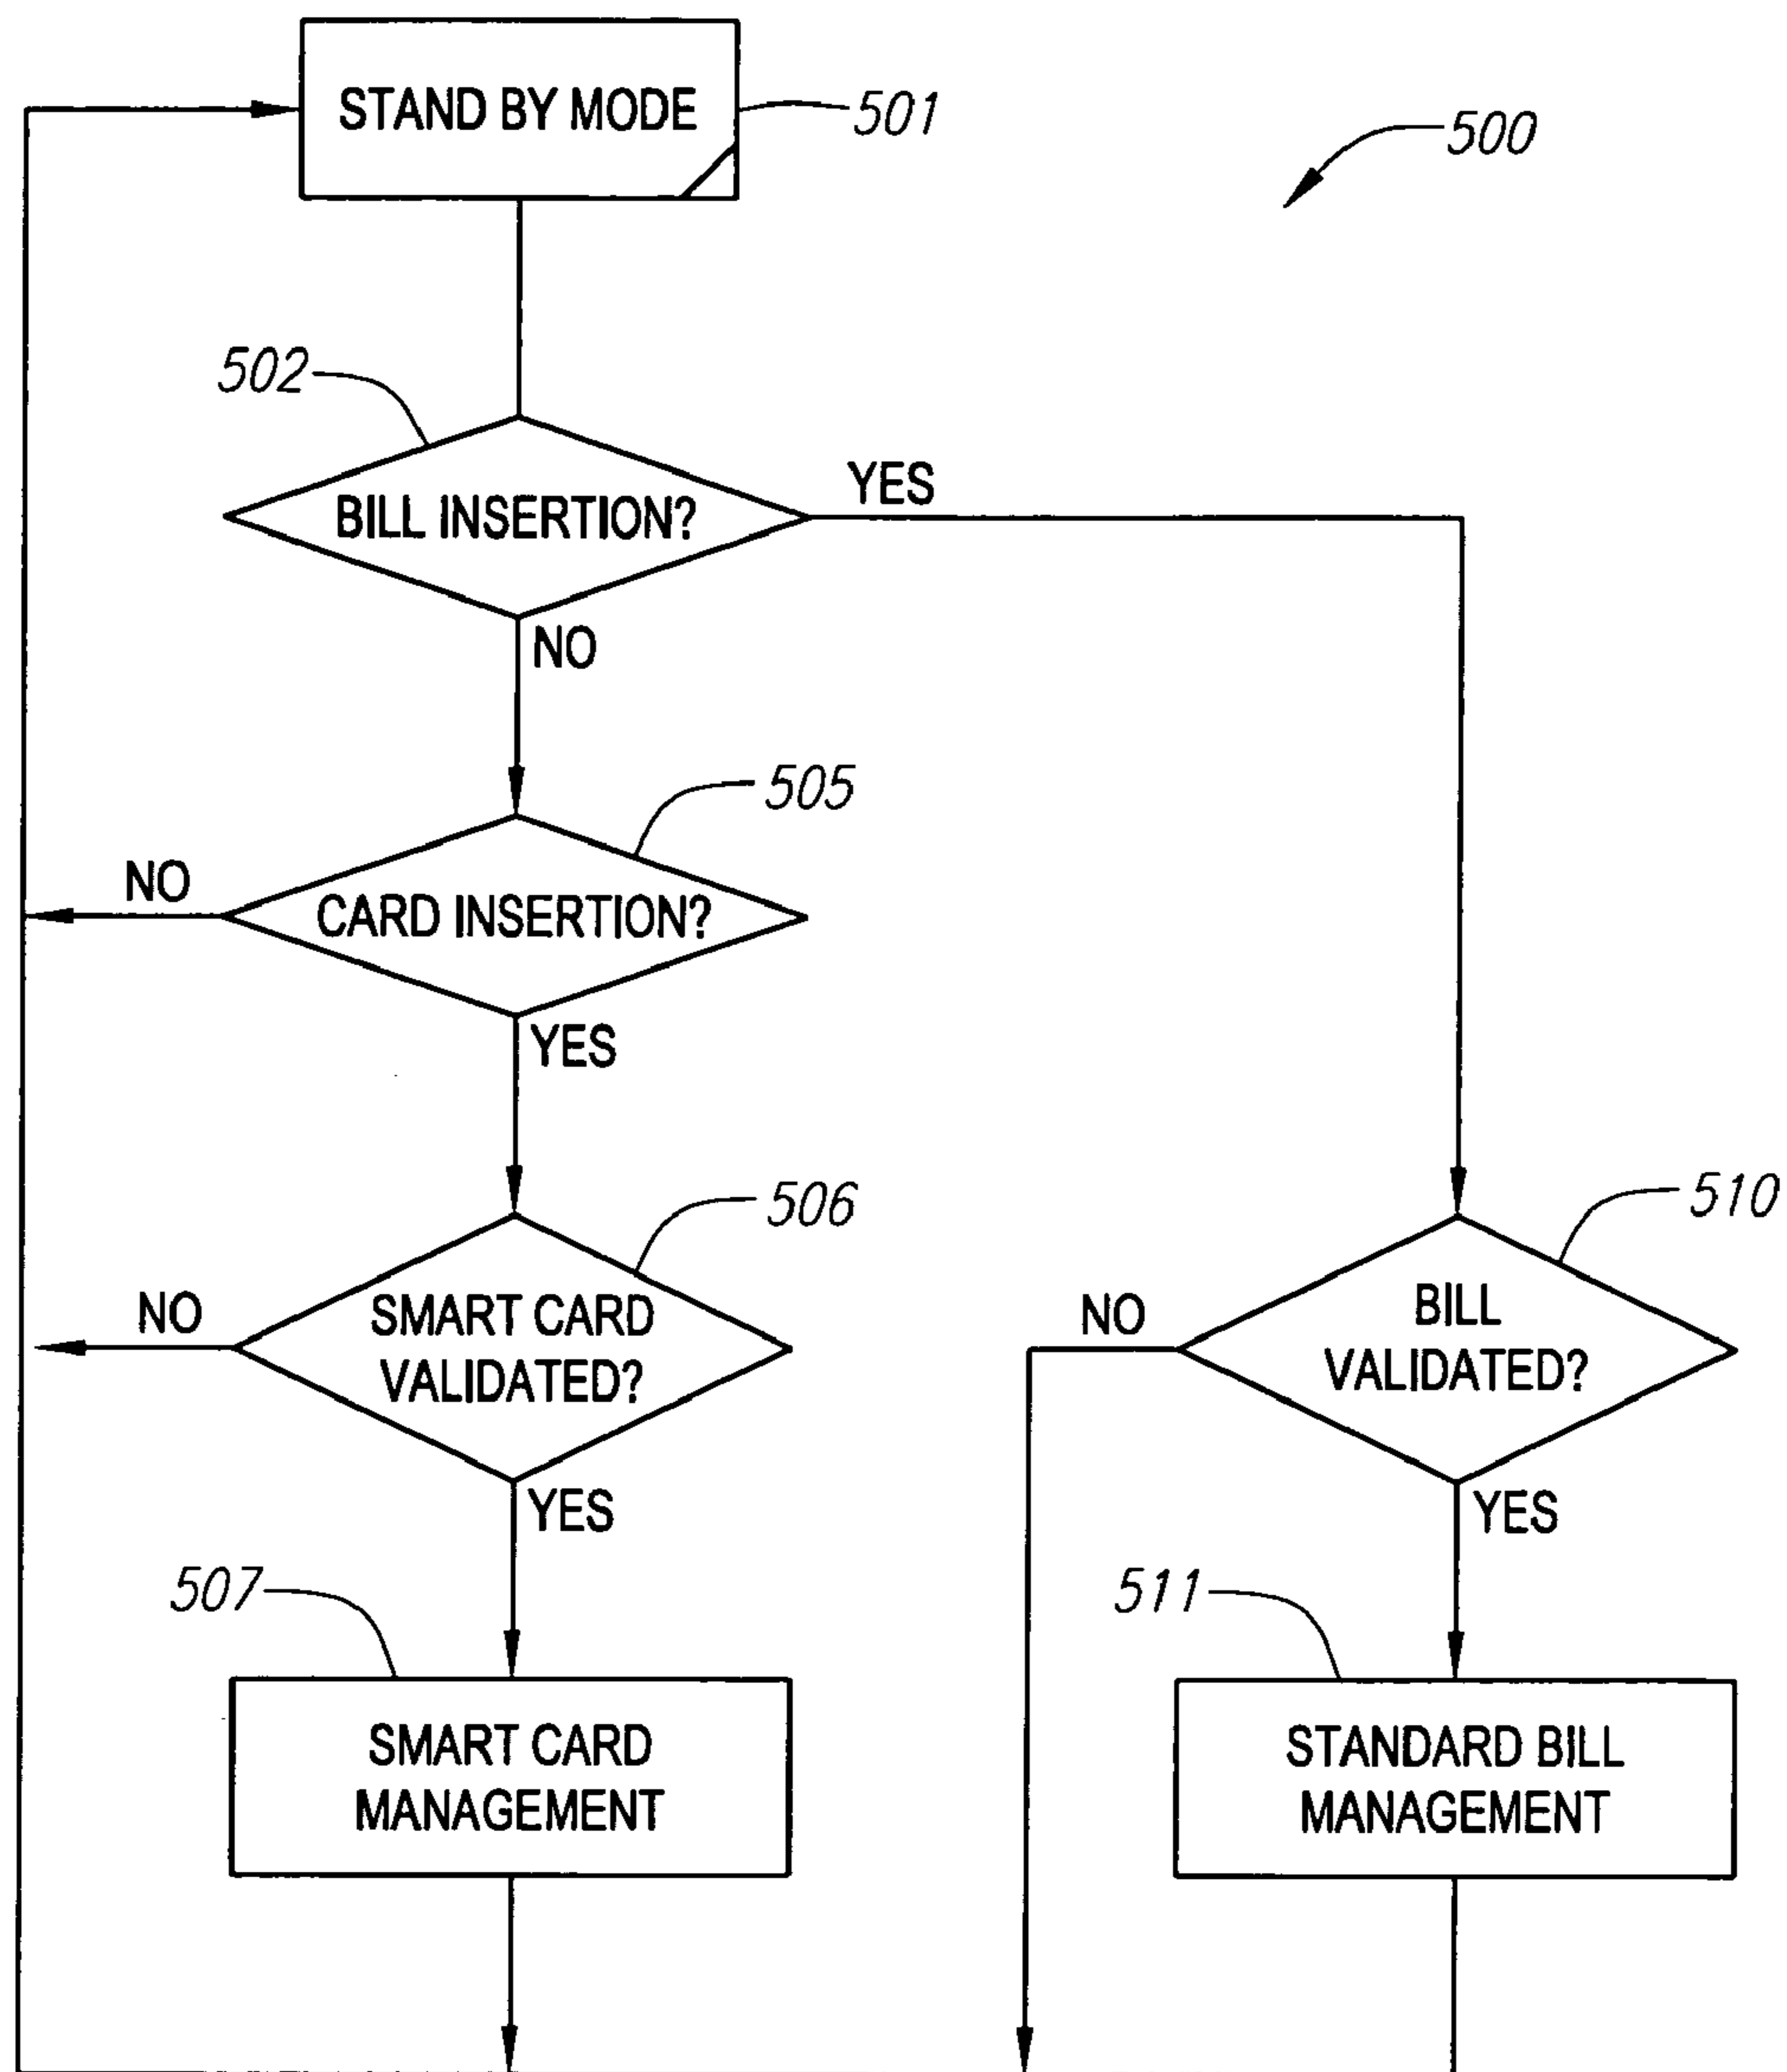 STAND BY MODE
501
500
502
BILL INSERTION?
YES
NO
505
CARD INSERTION?
NO
YES
506
SMART CARD
VALIDATED?
NO
YES
510
BILL
VALIDATED?
NO
YES
507
SMART CARD
MANAGEMENT
511
STANDARD BILL
MANAGEMENT